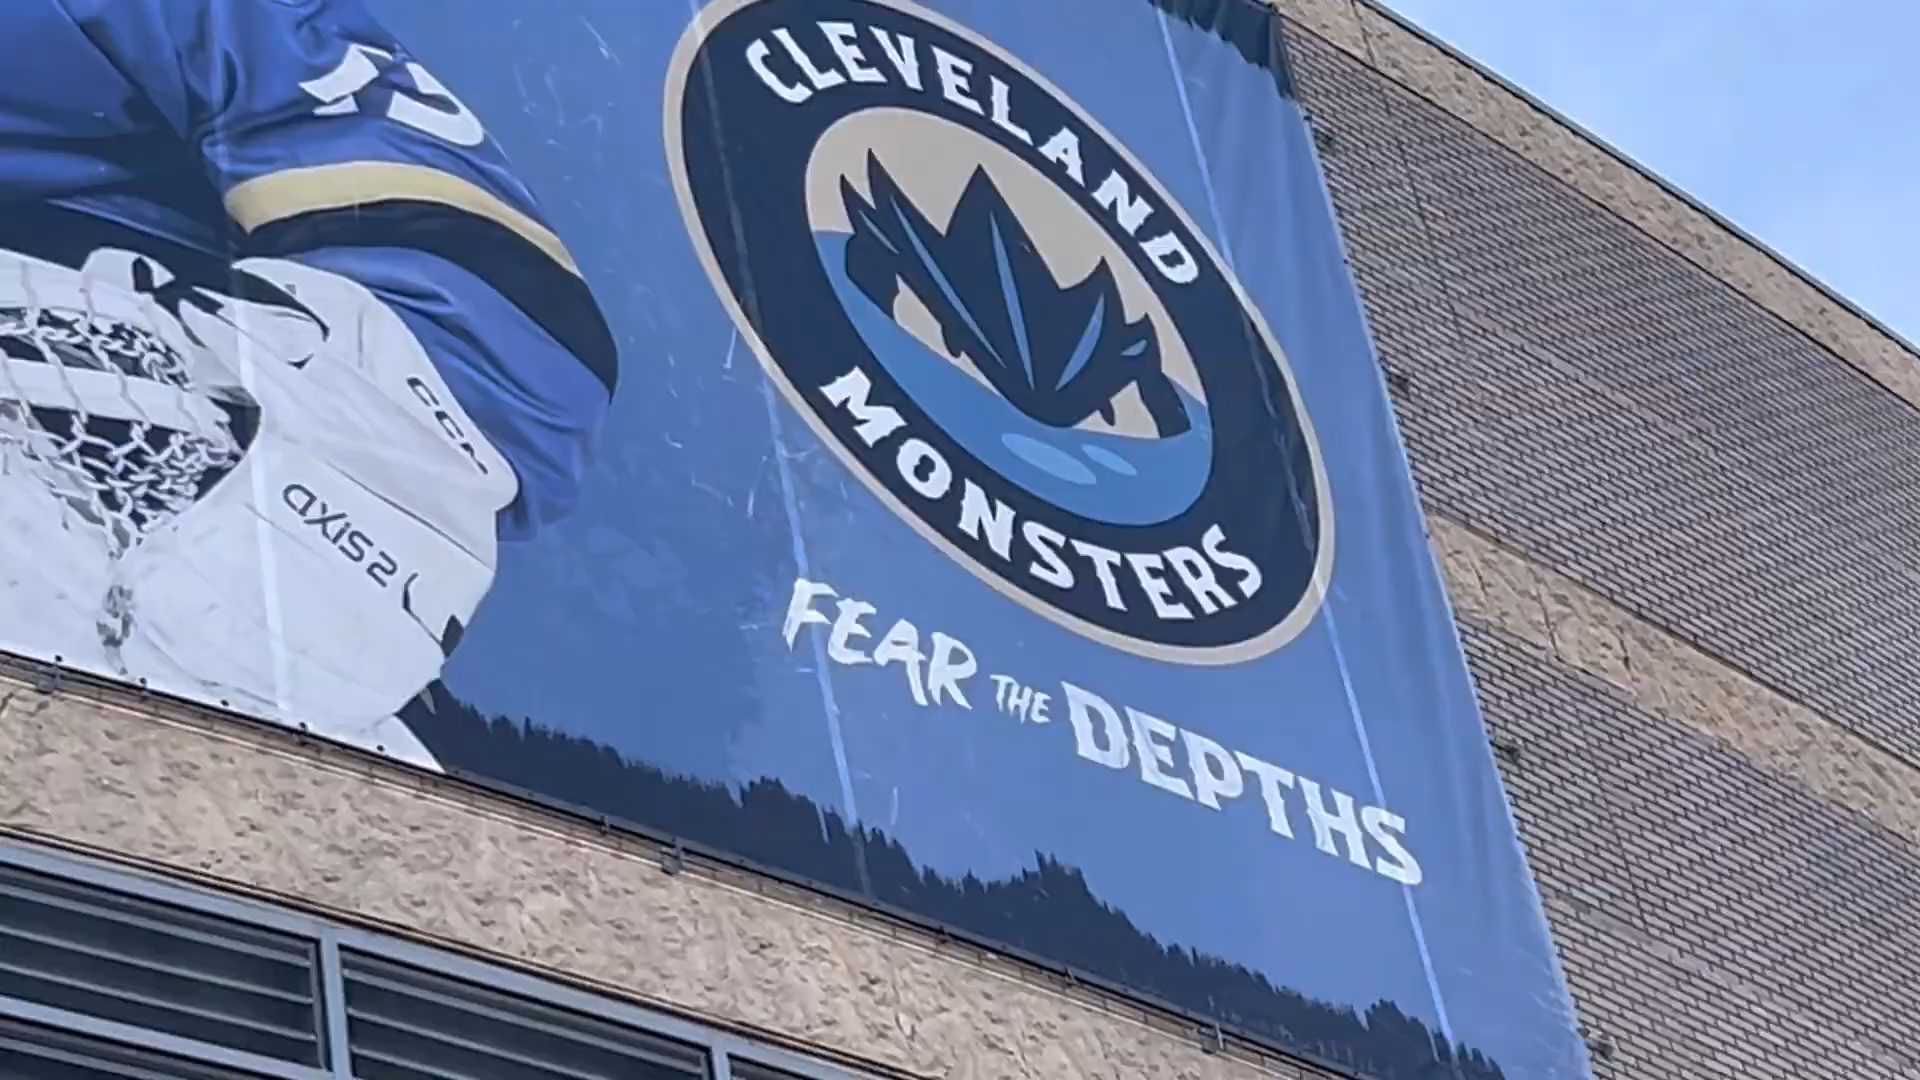 CLEVELAND
MONSTERS
FEAR THE DEPTHS
CCM
AXIS 2